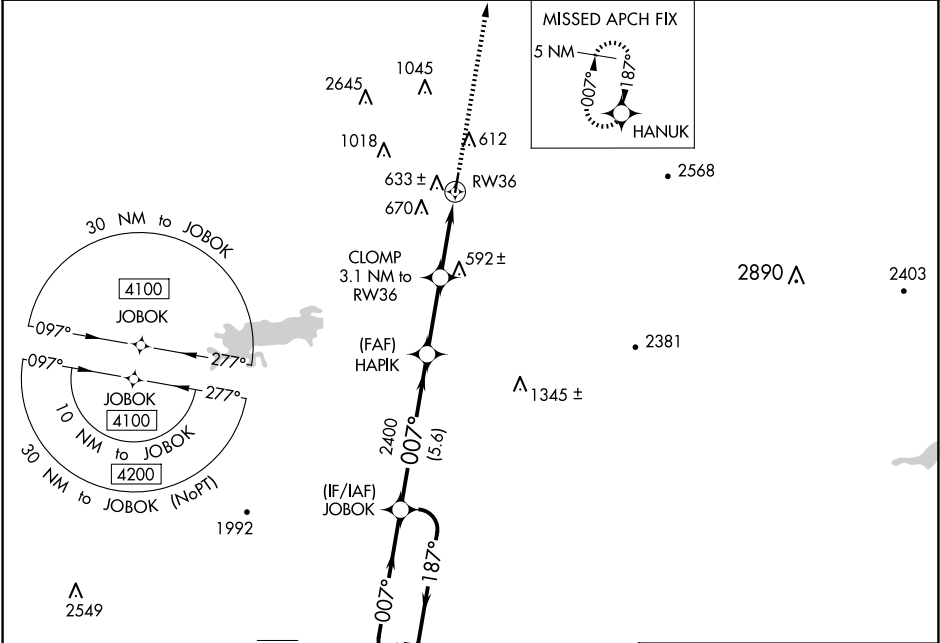 MISSED APCH FIX
5 NM
007°
187°
HANUK
1045
2645
1018
612
633 ±
RW36
670
2568
CLOMP
3.1 NM to
RW36
592 ±
2890
2403
(FAF)
HAPIK
2381
1345 ±
2400
007°
(5.6)
30 NM to JOBOK
4100
JOBOK
097°
277°
097°
277°
JOBOK
4100
10 NM to JOBOK
4200
30 NM to JOBOK (NoPT)
(IF/IAF)
JOBOK
1992
2549
007°
187°